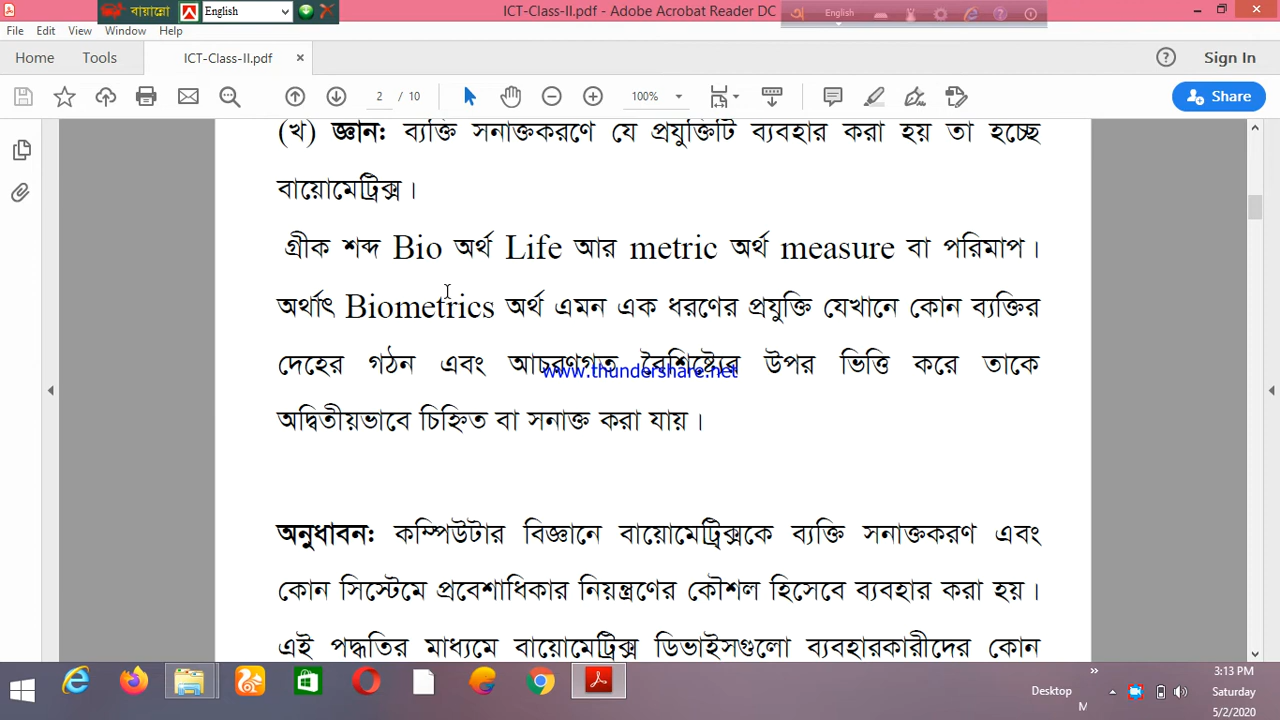 বায়ান্নো English ICT-Class-II.pdf - Adobe Acrobat Reader DC অ English
File Edit View Window Help
Home Tools ICT-Class-II.pdf × Sign In
2 / 10 100% Share
(খ) জ্ঞান: ব্যক্তি সনাক্তকরণে যে প্রযুক্তিটি ব্যবহার করা হয় তা হচ্ছে
বায়োমেট্রিক্স।
গ্রীক শব্দ Bio অর্থ Life আর metric অর্থ measure বা পরিমাপ।
অর্থাৎ Biometrics অর্থ এমন এক ধরণের প্রযুক্তি যেখানে কোন ব্যক্তির
দেহের গঠন এবং আচরণগত বৈশিষ্ট্যের উপর ভিত্তি করে তাকে
www.thundershare.net
অদ্বিতীয়ভাবে চিহ্নিত বা সনাক্ত করা যায়।
অনুধাবন: কম্পিউটার বিজ্ঞানে বায়োমেট্রিক্সকে ব্যক্তি সনাক্তকরণ এবং
কোন সিস্টেমে প্রবেশাধিকার নিয়ন্ত্রণের কৌশল হিসেবে ব্যবহার করা হয়।
এই পদ্ধতির মাধ্যমে বায়োমেট্রিক্স ডিভাইসগুলো ব্যবহারকারীদের কোন
3:13 PM
Desktop Saturday
M 5/2/2020